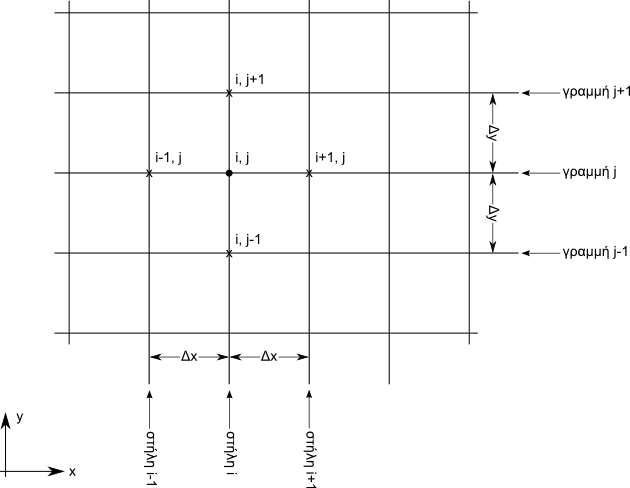 i, j+1
γραμμή j+1
Δy
i-1, j
i, j
i+1, j
γραμμή j
Δy
i, j-1
γραμμή j-1
Δx
Δx
y
x
στήλη i-1
στήλη i
στήλη i+1